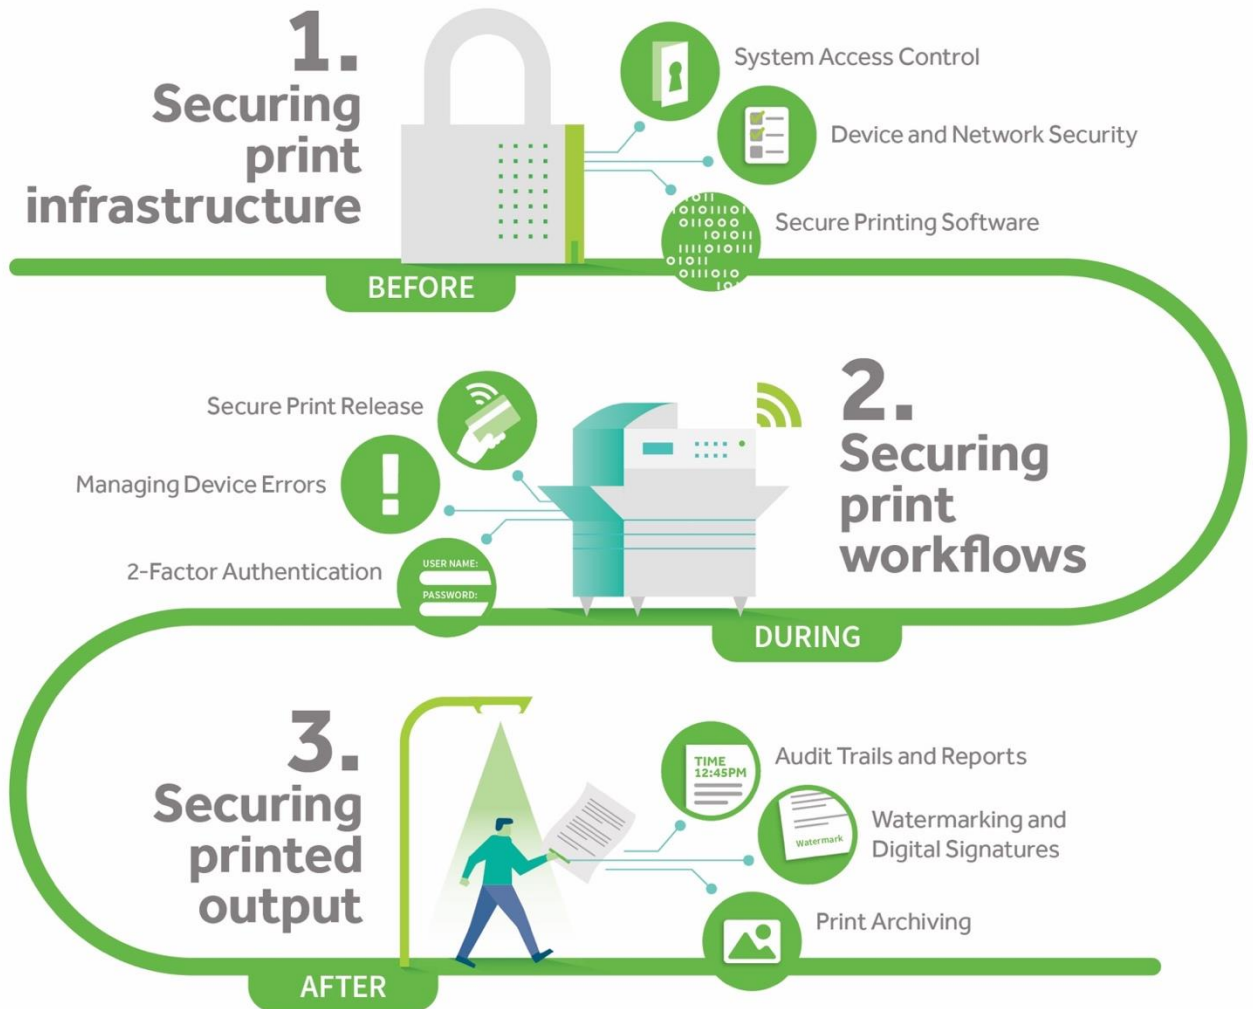 1.
Securing
print
infrastructure
System Access Control
Device and Network Security
Secure Printing Software
BEFORE
2.
Securing
print
workflows
Secure Print Release
Managing Device Errors
2-Factor Authentication
USER NAME:
PASSWORD:
DURING
3.
Securing
printed
output
TIME
12:45PM
Audit Trails and Reports
Watermark
Watermarking and
Digital Signatures
Print Archiving
AFTER